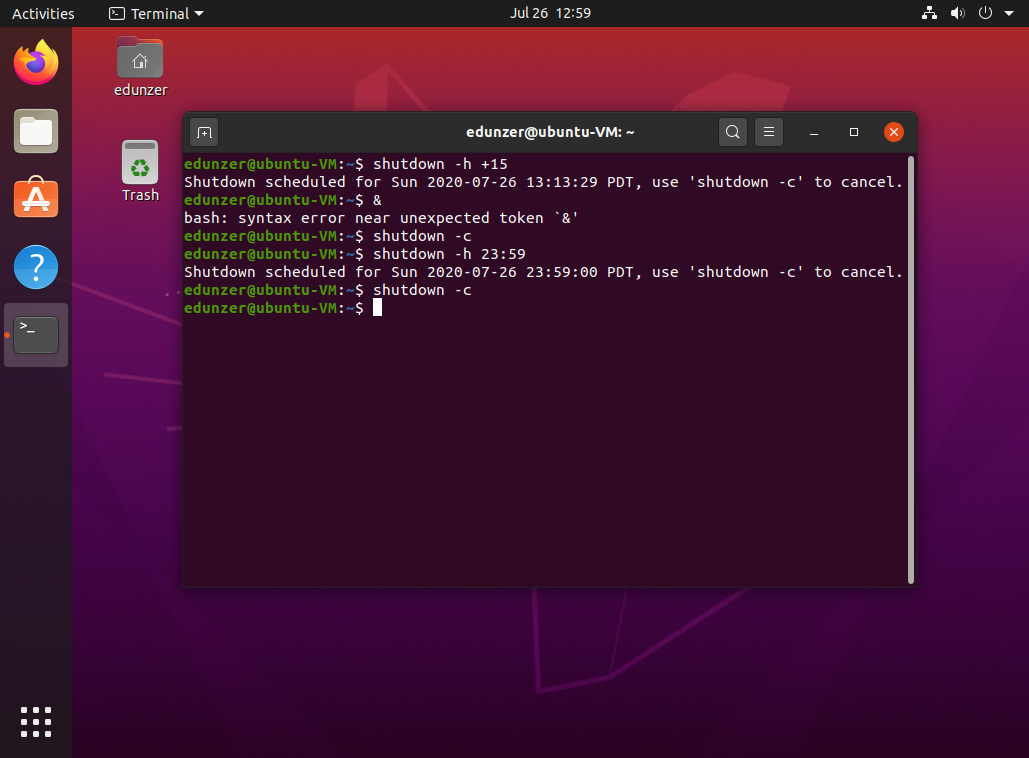 Activities Terminal Jul 26 12:59
edunzer
Trash
edunzer@ubuntu-VM: ~
edunzer@ubuntu-VM:~$ shutdown -h +15
Shutdown scheduled for Sun 2020-07-26 13:13:29 PDT, use 'shutdown -c' to cancel.
edunzer@ubuntu-VM:~$ &
bash: syntax error near unexpected token `&'
edunzer@ubuntu-VM:~$ shutdown -c
edunzer@ubuntu-VM:~$ shutdown -h 23:59
Shutdown scheduled for Sun 2020-07-26 23:59:00 PDT, use 'shutdown -c' to cancel.
edunzer@ubuntu-VM:~$ shutdown -c
edunzer@ubuntu-VM:~$